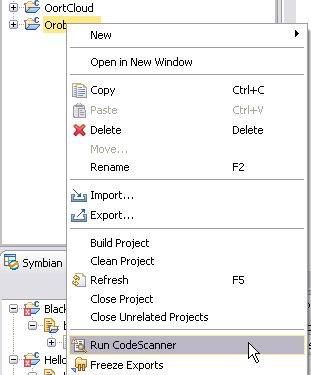 OortCloud
Orob
New
Open in New Window
Copy Ctrl+C
Paste Ctrl+V
Delete Delete
Move...
Rename F2
Import...
Export...
Build Project
Clean Project
Refresh F5
Close Project
Close Unrelated Projects
Symbian
Black
b
Run CodeScanner
Hello
Freeze Exports